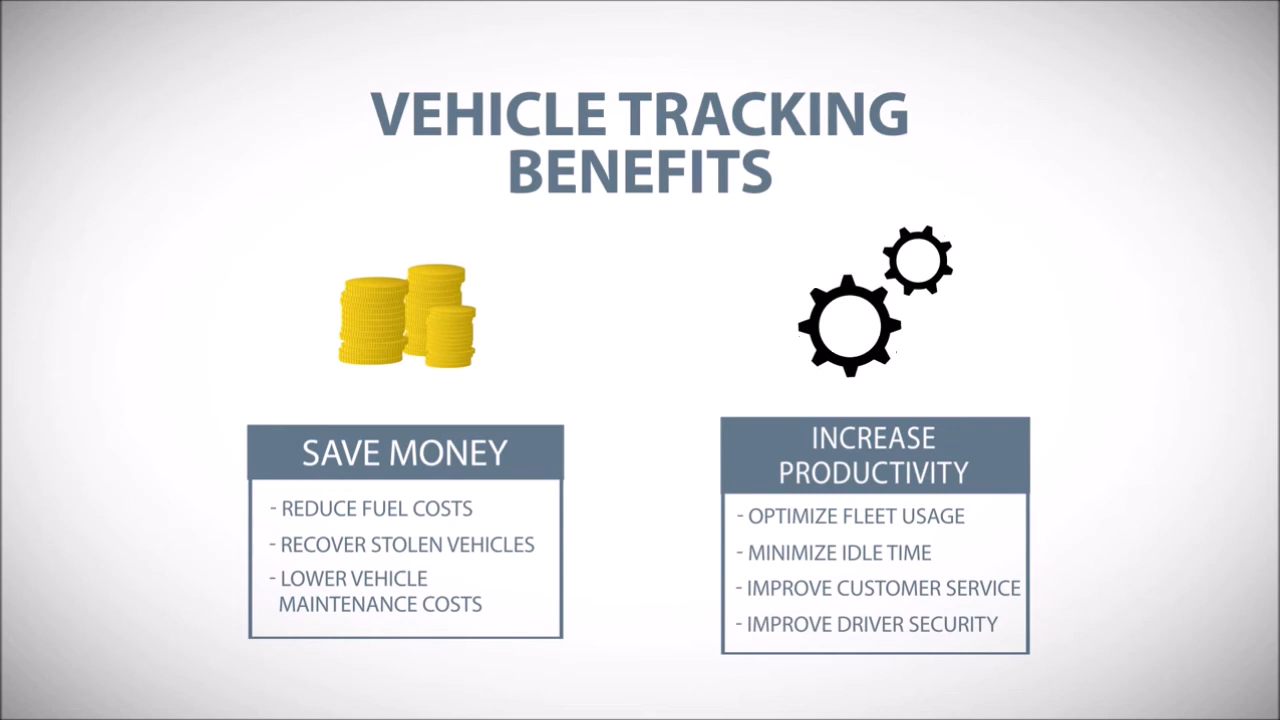 VEHICLE TRACKING
BENEFITS
SAVE MONEY
- REDUCE FUEL COSTS
- RECOVER STOLEN VEHICLES
- LOWER VEHICLE
MAINTENANCE COSTS
INCREASE
PRODUCTIVITY
- OPTIMIZE FLEET USAGE
- MINIMIZE IDLE TIME
- IMPROVE CUSTOMER SERVICE
- IMPROVE DRIVER SECURITY